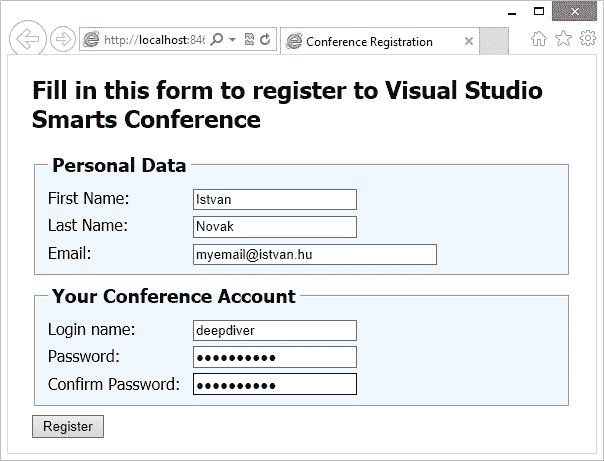 http://localhost:846
Conference Registration
Fill in this form to register to Visual Studio
Smarts Conference
Personal Data
First Name: Istvan
Last Name: Novak
Email: myemail@istvan.hu
Your Conference Account
Login name: deepdiver
Password: ●●●●●●●●●●
Confirm Password: ●●●●●●●●●●
Register